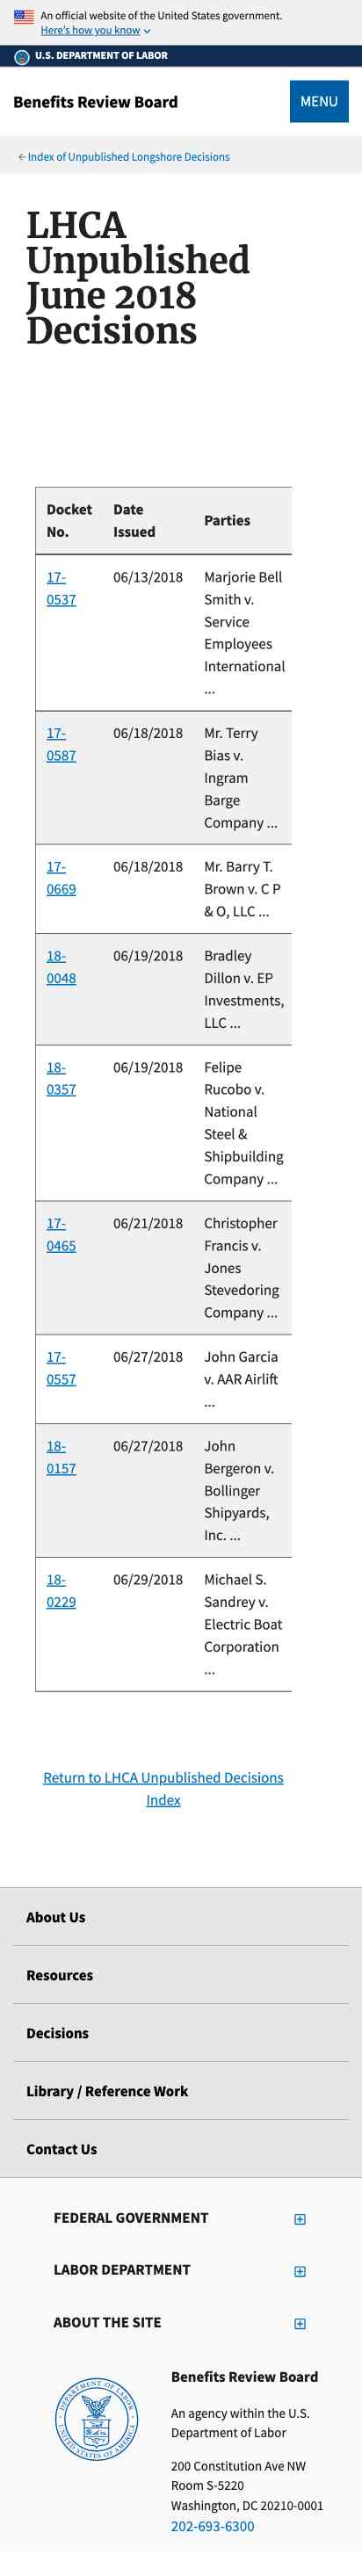 An official website of the United States government.
Here's how you know
U.S. DEPARTMENT OF LABOR
Benefits Review Board
MENU
Index of Unpublished Longshore Decisions
LHCA
Unpublished
June 2018
Decisions
Docket No. Date Issued Parties
17-0537 06/13/2018 Marjorie Bell
Smith v.
Service
Employees
International
...
17-0587 06/18/2018 Mr. Terry
Bias v.
Ingram
Barge
Company ...
17-0669 06/18/2018 Mr. Barry T.
Brown v. C P
& O, LLC ...
18-0048 06/19/2018 Bradley
Dillon v. EP
Investments,
LLC ...
18-0357 06/19/2018 Felipe
Rucobo v.
National
Steel &
Shipbuilding
Company ...
17-0465 06/21/2018 Christopher
Francis v.
Jones
Stevedoring
Company ...
17-0557 06/27/2018 John Garcia
v. AAR Airlift
...
18-0157 06/27/2018 John
Bergeron v.
Bollinger
Shipyards,
Inc. ...
18-0229 06/29/2018 Michael S.
Sandrey v.
Electric Boat
Corporation
...
Return to LHCA Unpublished Decisions
Index
About Us
Resources
Decisions
Library / Reference Work
Contact Us
FEDERAL GOVERNMENT
LABOR DEPARTMENT
ABOUT THE SITE
DEPARTMENT OF LABOR
UNITED STATES OF AMERICA
Benefits Review Board
An agency within the U.S.
Department of Labor
200 Constitution Ave NW
Room S-5220
Washington, DC 20210-0001
202-693-6300